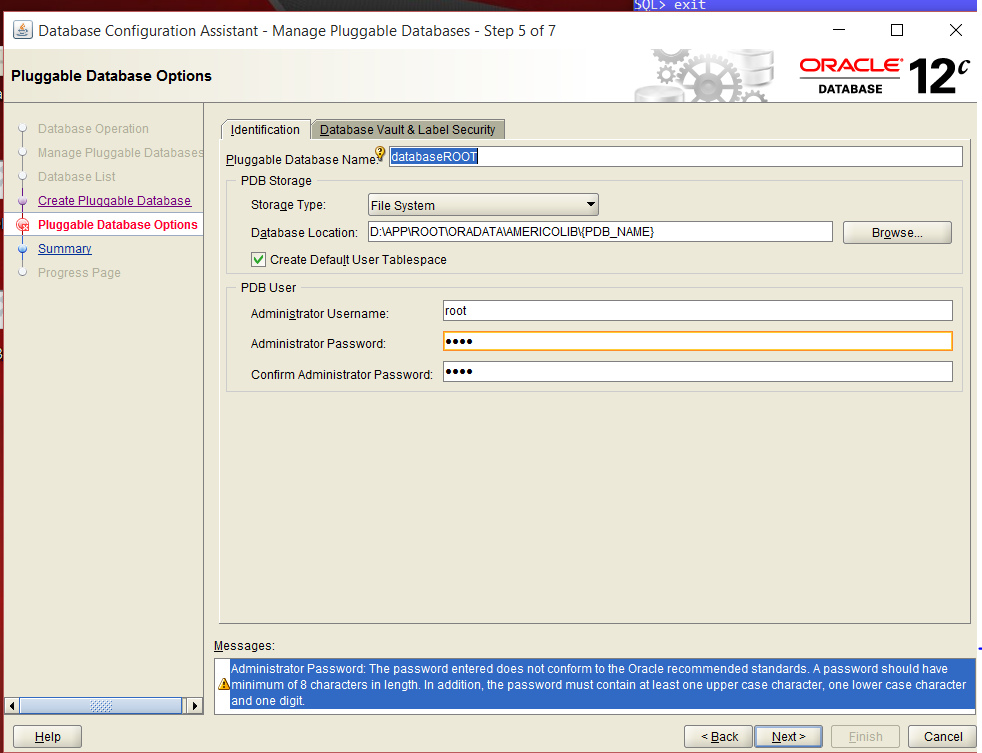 SQL> exit
Database Configuration Assistant - Manage Pluggable Databases - Step 5 of 7
Pluggable Database Options
ORACLE®
DATABASE
12c
Database Operation
Manage Pluggable Databases
Database List
Create Pluggable Database
Pluggable Database Options
Summary
Progress Page
Identification
Database Vault & Label Security
Pluggable Database Name:
databaseROOT
PDB Storage
Storage Type:
File System
Database Location:
D:\APP\ROOT\ORADATA\AMERICOLIB\{PDB_NAME}
Browse...
Create Default User Tablespace
PDB User
Administrator Username:
root
Administrator Password:
••••
Confirm Administrator Password:
••••
Messages:
Administrator Password: The password entered does not conform to the Oracle recommended standards. A password should have
minimum of 8 characters in length. In addition, the password must contain at least one upper case character, one lower case character
and one digit.
Help
< Back
Next >
Finish
Cancel